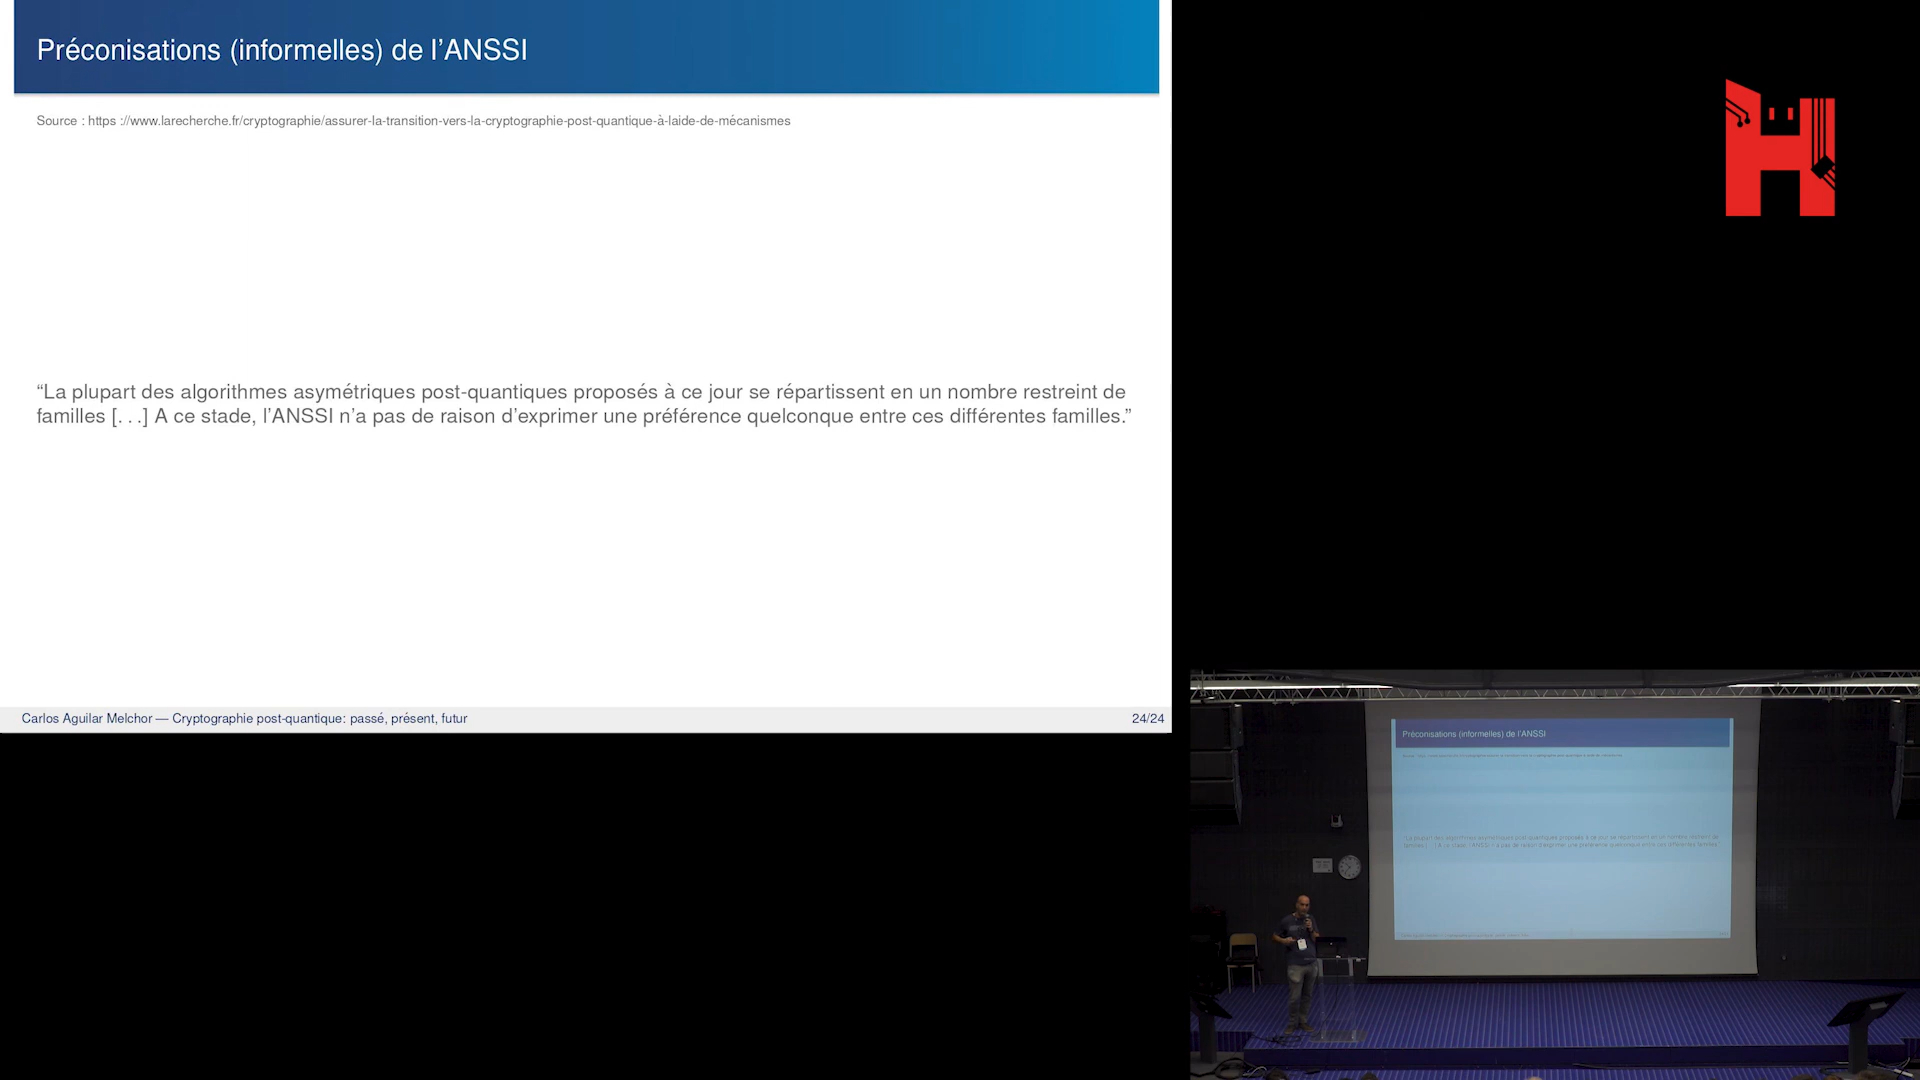 Préconisations (informelles) de l'ANSSI
Source : https ://www.larecherche.fr/cryptographie/assurer-la-transition-vers-la-cryptographie-post-quantique-à-laide-de-mécanismes
“La plupart des algorithmes asymétriques post-quantiques proposés à ce jour se répartissent en un nombre restreint de
familles [. . .] A ce stade, l'ANSSI n'a pas de raison d'exprimer une préférence quelconque entre ces différentes familles.”
Carlos Aguilar Melchor — Cryptographie post-quantique: passé, présent, futur
24/24
Préconisations (informelles) de l'ANSSI